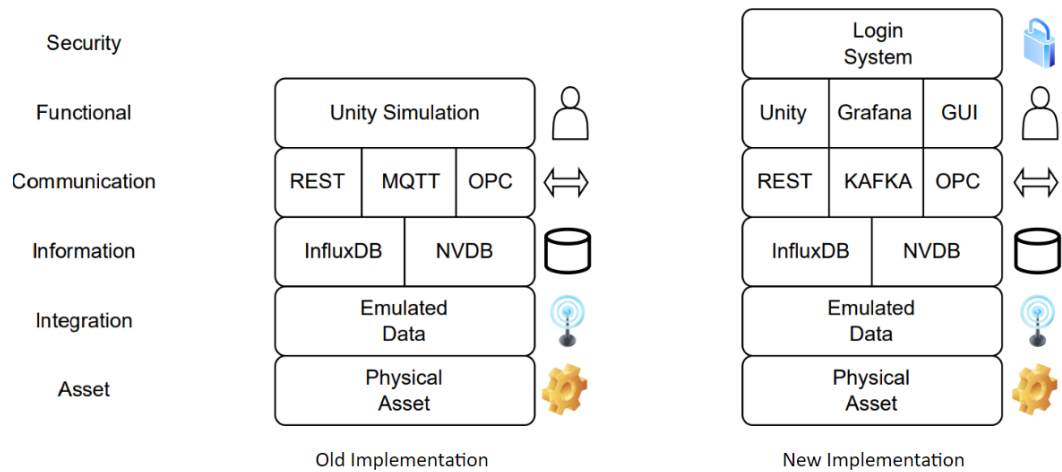 Security
Login
System
Functional
Unity Simulation
Unity Grafana GUI
Communication
REST MQTT OPC
REST KAFKA OPC
Information
InfluxDB NVDB
InfluxDB NVDB
Integration
Emulated
Data
Emulated
Data
Asset
Physical
Asset
Physical
Asset
Old Implementation
New Implementation